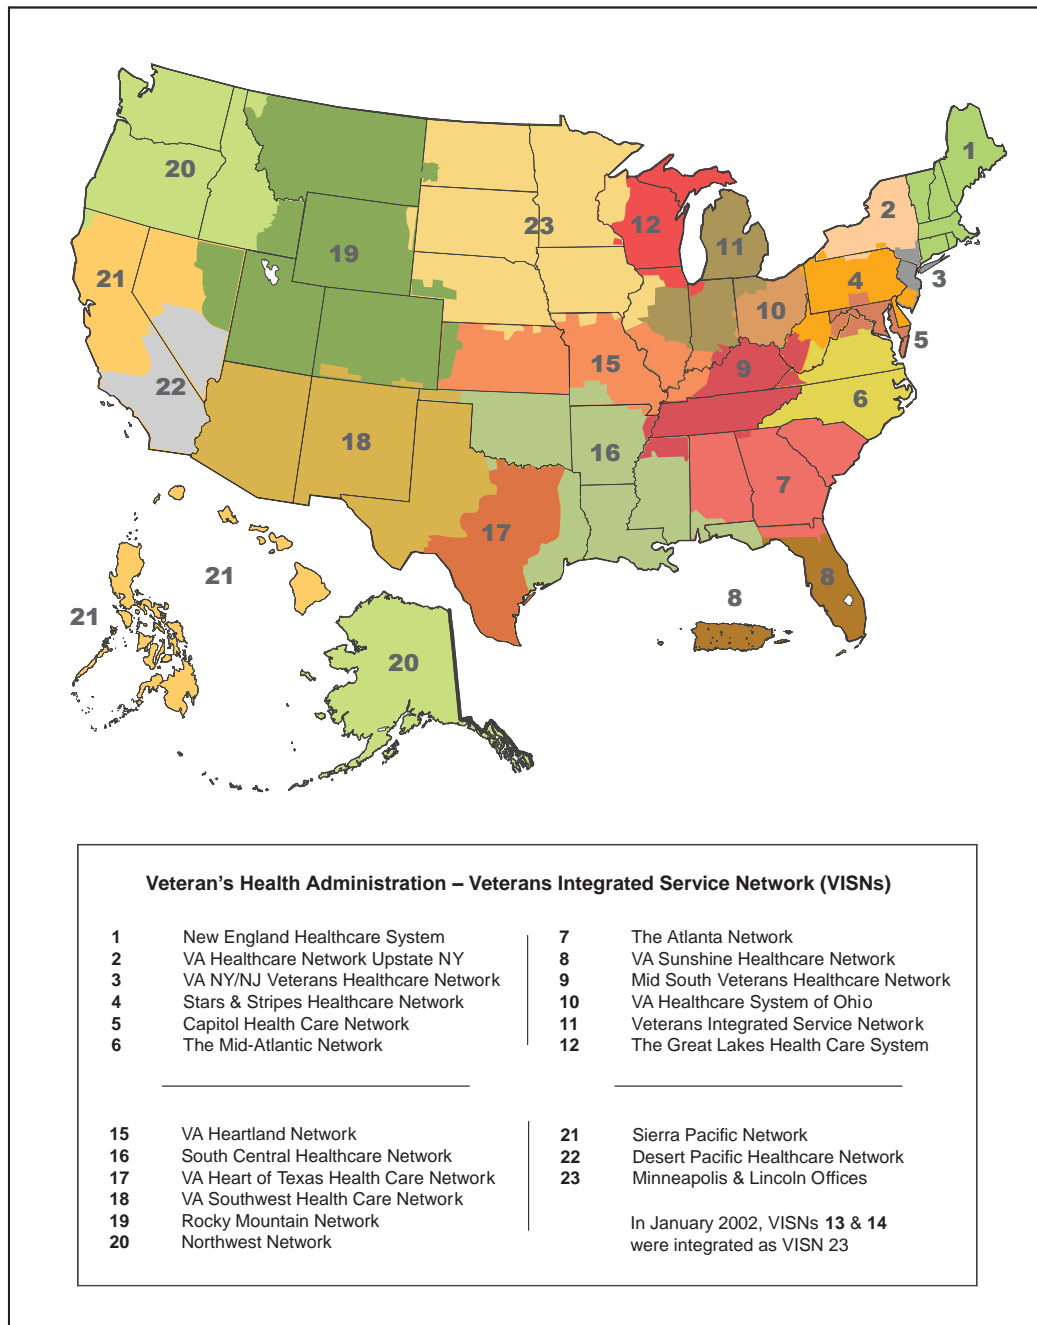 1
20
2
12
23
11
19
3
21
4
10
5
15
9
22
6
18
16
7
17
21
8
8
21
20
Veteran's Health Administration – Veterans Integrated Service Network (VISNs)
1 New England Healthcare System
2 VA Healthcare Network Upstate NY
3 VA NY/NJ Veterans Healthcare Network
4 Stars & Stripes Healthcare Network
5 Capitol Health Care Network
6 The Mid-Atlantic Network
7 The Atlanta Network
8 VA Sunshine Healthcare Network
9 Mid South Veterans Healthcare Network
10 VA Healthcare System of Ohio
11 Veterans Integrated Service Network
12 The Great Lakes Health Care System
15 VA Heartland Network
16 South Central Healthcare Network
17 VA Heart of Texas Health Care Network
18 VA Southwest Health Care Network
19 Rocky Mountain Network
20 Northwest Network
21 Sierra Pacific Network
22 Desert Pacific Healthcare Network
23 Minneapolis & Lincoln Offices
In January 2002, VISNs 13 & 14
were integrated as VISN 23